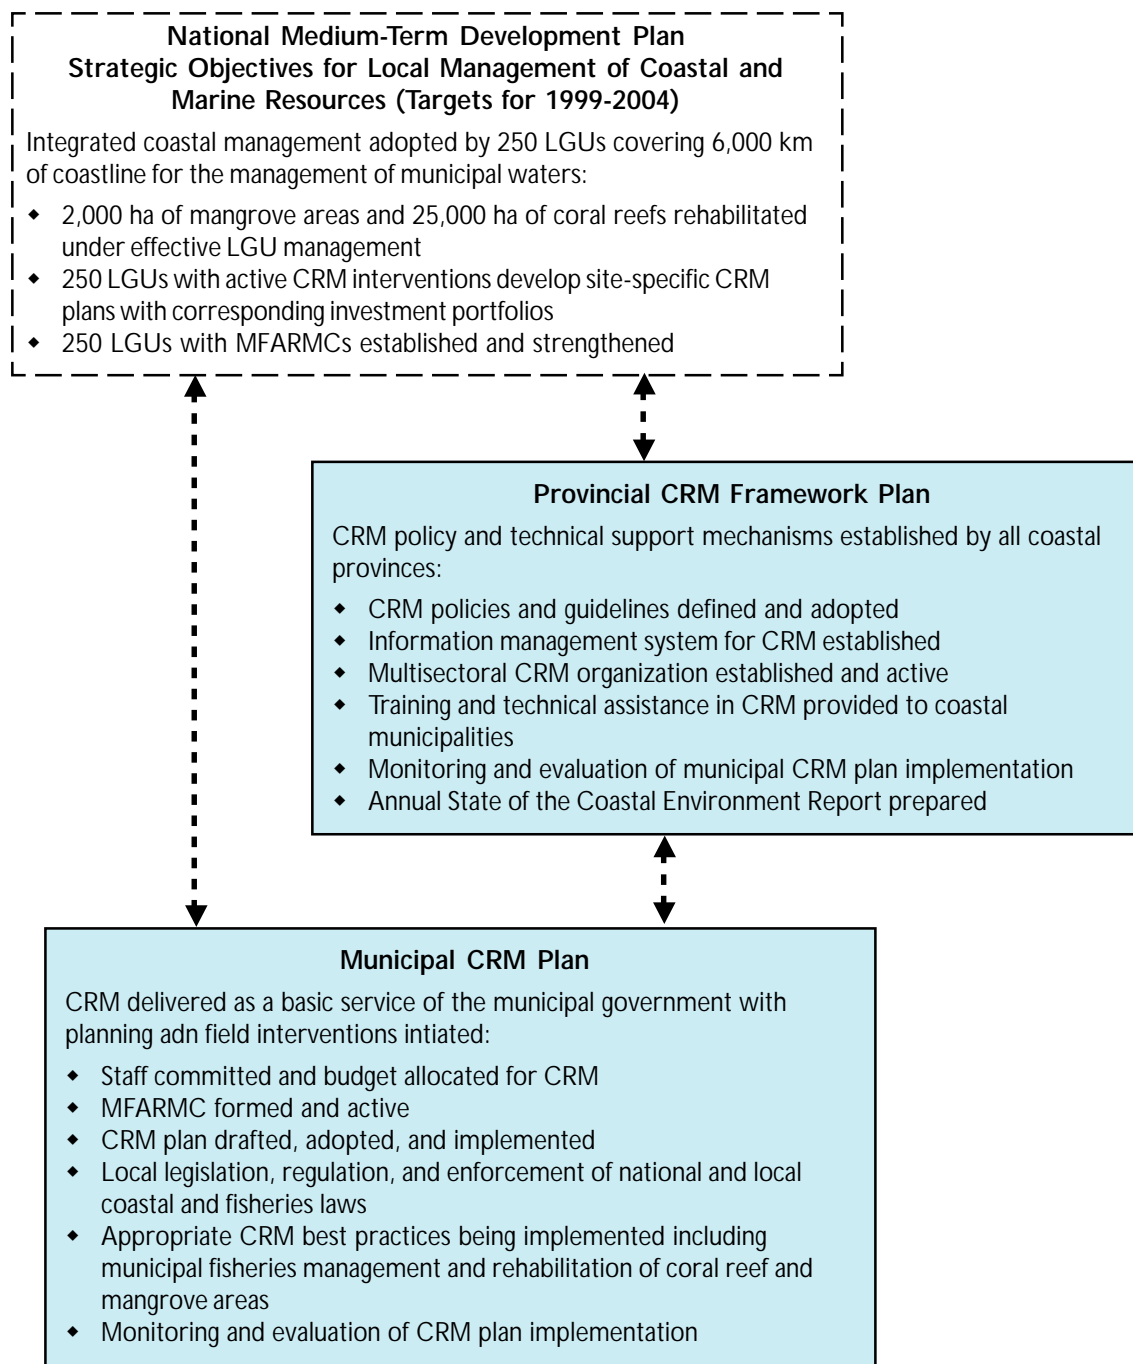 National Medium-Term Development Plan
Strategic Objectives for Local Management of Coastal and
Marine Resources (Targets for 1999-2004)
Integrated coastal management adopted by 250 LGUs covering 6,000 km
of coastline for the management of municipal waters:
◆ 2,000 ha of mangrove areas and 25,000 ha of coral reefs rehabilitated
under effective LGU management
◆ 250 LGUs with active CRM interventions develop site-specific CRM
plans with corresponding investment portfolios
◆ 250 LGUs with MFARMCs established and strengthened
Provincial CRM Framework Plan
CRM policy and technical support mechanisms established by all coastal
provinces:
◆ CRM policies and guidelines defined and adopted
◆ Information management system for CRM established
◆ Multisectoral CRM organization established and active
◆ Training and technical assistance in CRM provided to coastal
municipalities
◆ Monitoring and evaluation of municipal CRM plan implementation
◆ Annual State of the Coastal Environment Report prepared
Municipal CRM Plan
CRM delivered as a basic service of the municipal government with
planning adn field interventions intiated:
◆ Staff committed and budget allocated for CRM
◆ MFARMC formed and active
◆ CRM plan drafted, adopted, and implemented
◆ Local legislation, regulation, and enforcement of national and local
coastal and fisheries laws
◆ Appropriate CRM best practices being implemented including
municipal fisheries management and rehabilitation of coral reef and
mangrove areas
◆ Monitoring and evaluation of CRM plan implementation